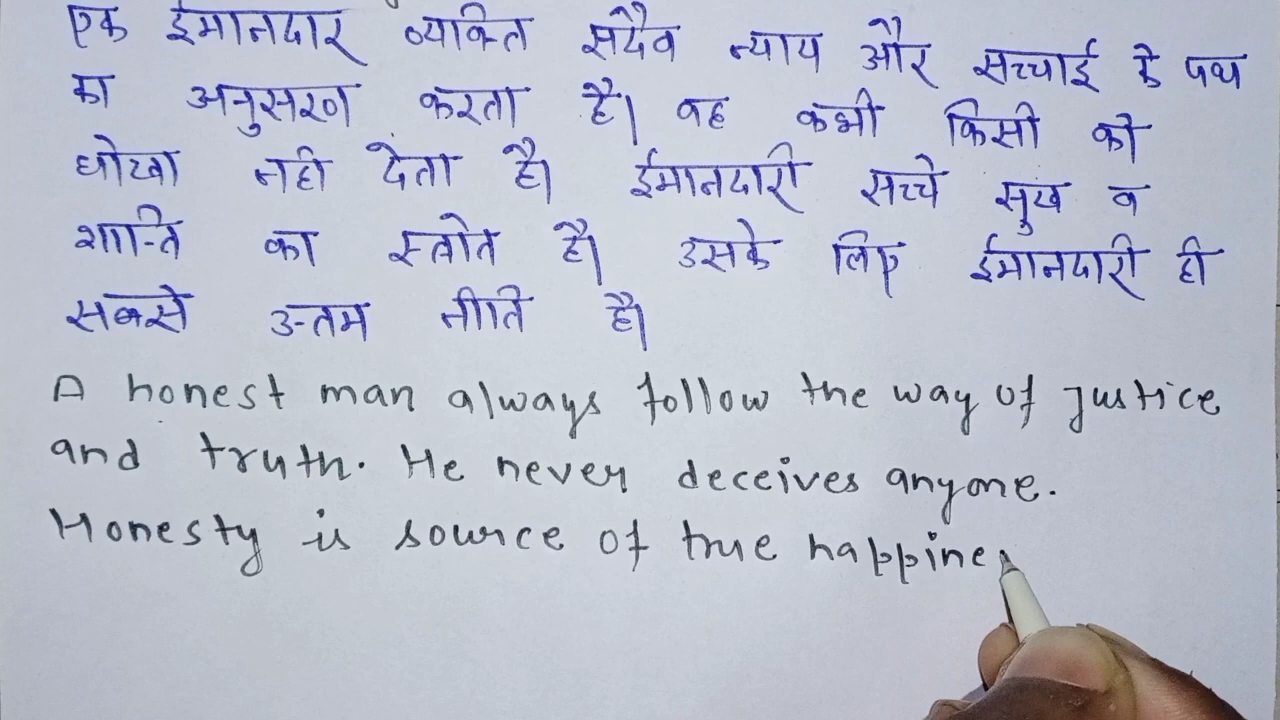 एक ईमानदार व्यक्ति सदैव न्याय और सच्चाई के पथ
का अनुसरण करता है। वह कभी किसी को
धोखा नही देता है। ईमानदारी सच्चे सुख व
शान्ति का स्त्रोत है। उसके लिए ईमानदारी ही
सबसे उत्तम नीति है।
A honest man always follow the way of justice
and truth. He never deceives anyone.
Honesty is source of true happine